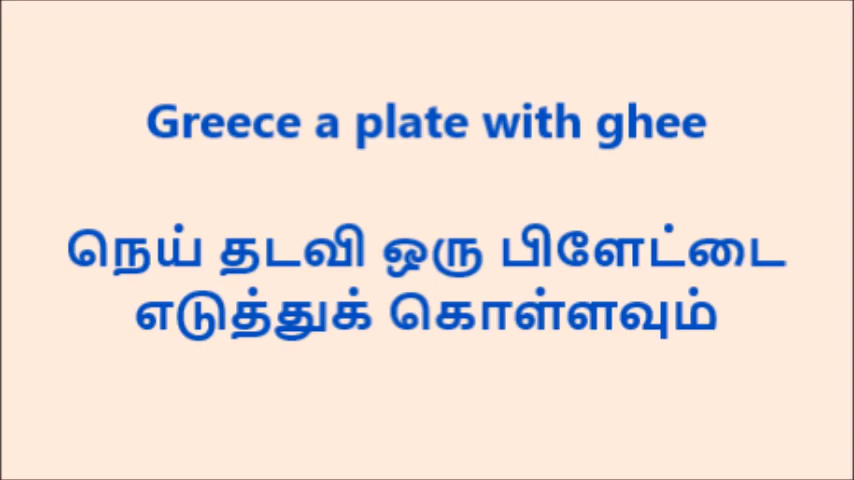 Greece a plate with ghee
நெய் தடவி ஒரு பிளேட்டை
எடுத்துக் கொள்ளவும்